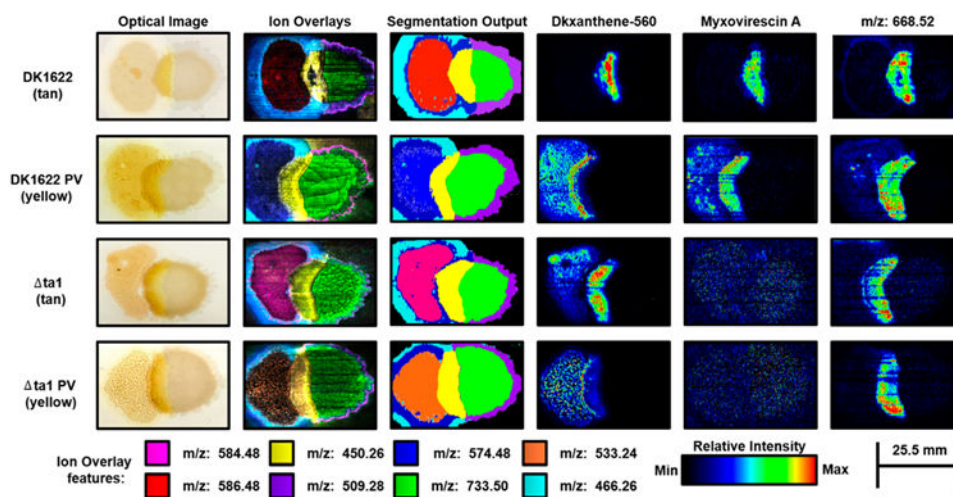 Optical Image Ion Overlays Segmentation Output Dkxanthene-560 Myxovirescin A m/z: 668.52
DK1622
(tan)
DK1622 PV
(yellow)
Δta1
(tan)
Δta1 PV
(yellow)
Ion Overlay
features:
m/z: 584.48 m/z: 450.26 m/z: 574.48 m/z: 533.24
m/z: 586.48 m/z: 509.28 m/z: 733.50 m/z: 466.26
Relative Intensity
Min Max
25.5 mm